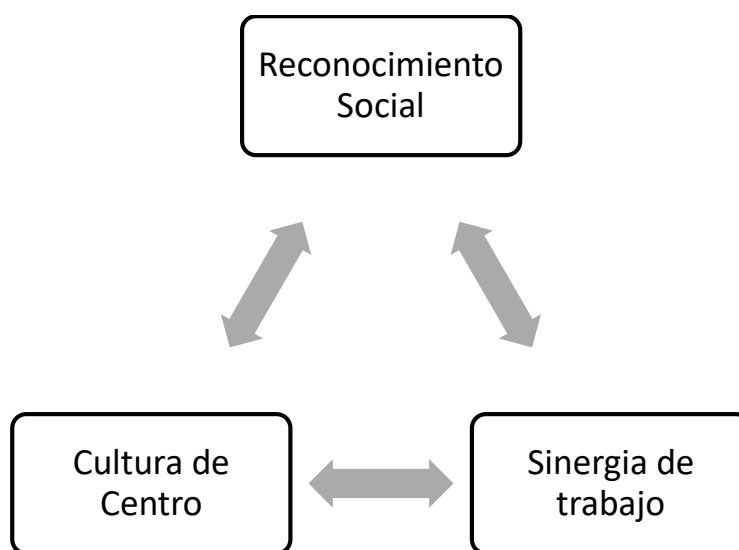 Reconocimiento
Social
Cultura de
Centro
Sinergia de
trabajo